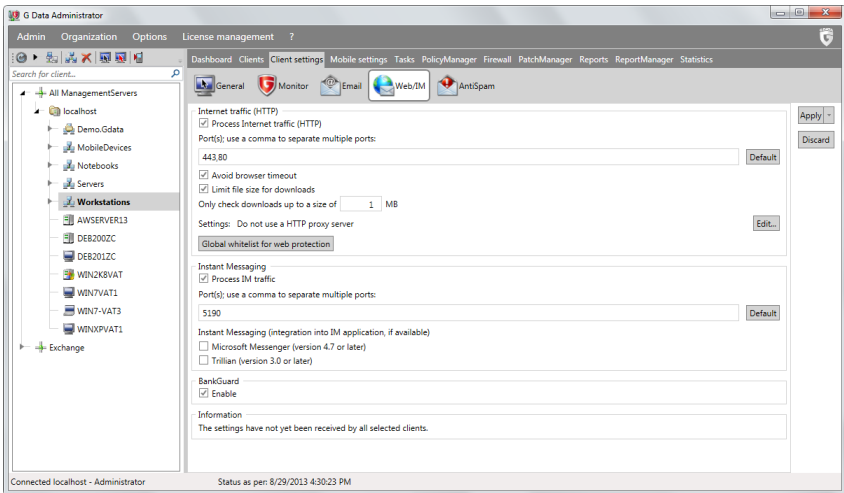 G Data Administrator
Admin Organization Options License management ?
Search for client...
All ManagementServers
localhost
Demo.Gdata
MobileDevices
Notebooks
Servers
Workstations
AWSERVER13
DEB200ZC
DEB201ZC
WIN2K8VAT
WIN7VAT1
WIN7-VAT3
WINXPVAT1
Exchange
Dashboard Clients Client settings Mobile settings Tasks PolicyManager Firewall PatchManager Reports ReportManager Statistics
General Monitor Email Web/IM AntiSpam
Internet traffic (HTTP)
Process Internet traffic (HTTP)
Port(s); use a comma to separate multiple ports:
443,80 Default
Avoid browser timeout
Limit file size for downloads
Only check downloads up to a size of 1 MB
Settings: Do not use a HTTP proxy server Edit...
Global whitelist for web protection
Instant Messaging
Process IM traffic
Port(s); use a comma to separate multiple ports:
5190 Default
Instant Messaging (integration into IM application, if available)
Microsoft Messenger (version 4.7 or later)
Trillian (version 3.0 or later)
BankGuard
Enable
Information
The settings have not yet been received by all selected clients.
Apply
Discard
Connected localhost - Administrator Status as per: 8/29/2013 4:30:23 PM